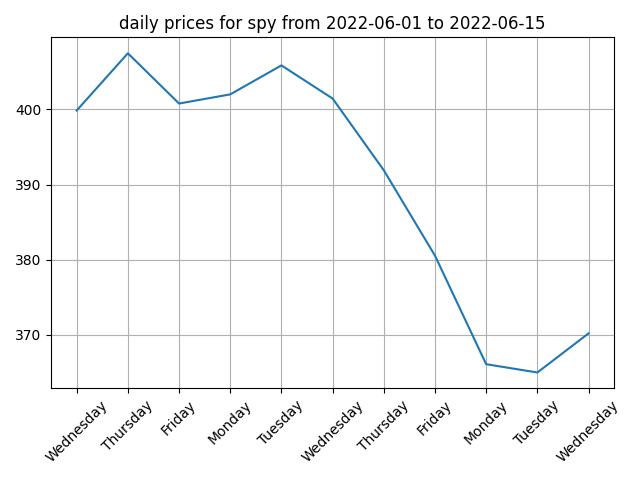 daily prices for spy from 2022-06-01 to 2022-06-15
400
390
380
370
Wednesday
Thursday
Friday
Monday
Tuesday
Wednesday
Thursday
Friday
Monday
Tuesday
Wednesday